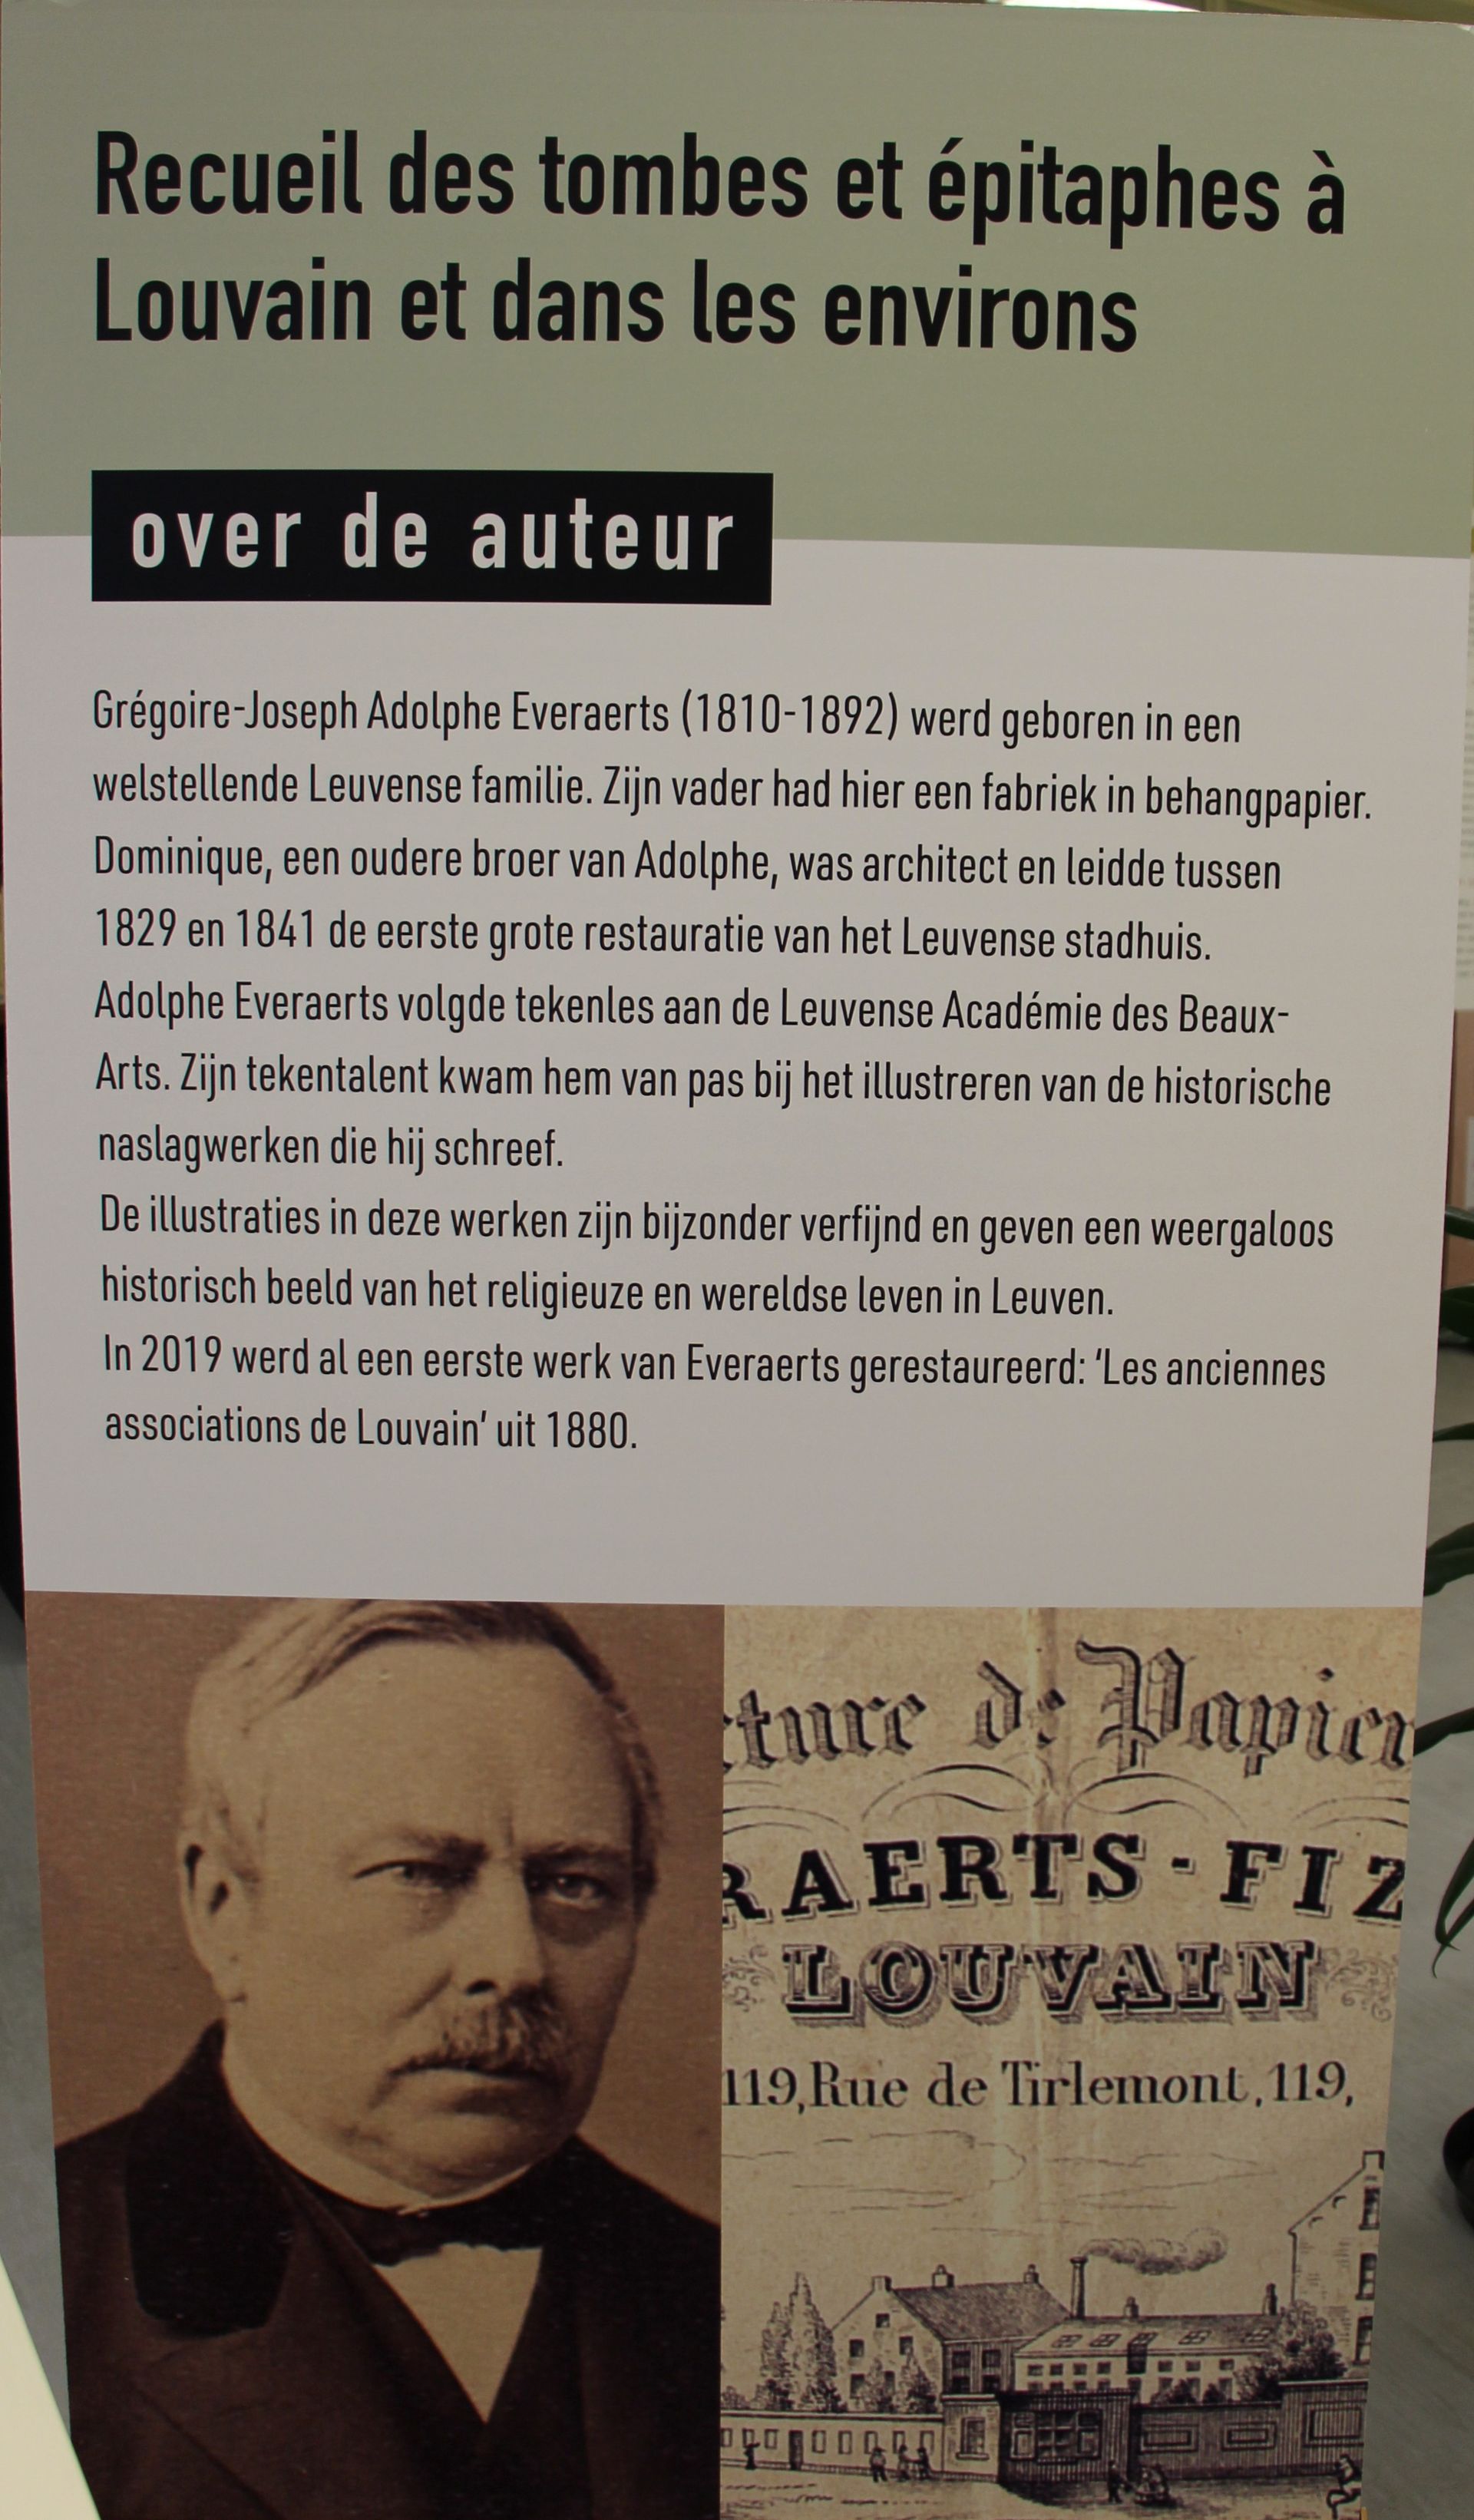 Recueil des tombes et épitaphes à
Louvain et dans les environs
over de auteur
Grégoire-Joseph Adolphe Everaerts (1810-1892) werd geboren in een
welstellende Leuvense familie. Zijn vader had hier een fabriek in behangpapier.
Dominique, een oudere broer van Adolphe, was architect en leidde tussen
1829 en 1841 de eerste grote restauratie van het Leuvense stadhuis.
Adolphe Everaerts volgde tekenles aan de Leuvense Académie des Beaux-
Arts. Zijn tekentalent kwam hem van pas bij het illustreren van de historische
naslagwerken die hij schreef.
De illustraties in deze werken zijn bijzonder verfijnd en geven een weergaloos
historisch beeld van het religieuze en wereldse leven in Leuven.
In 2019 werd al een eerste werk van Everaerts gerestaureerd: ‘Les anciennes
associations de Louvain’ uit 1880.
cture de Papier
RAERTS-FIZ
LOUVAIN
119, Rue de Tirlemont, 119,